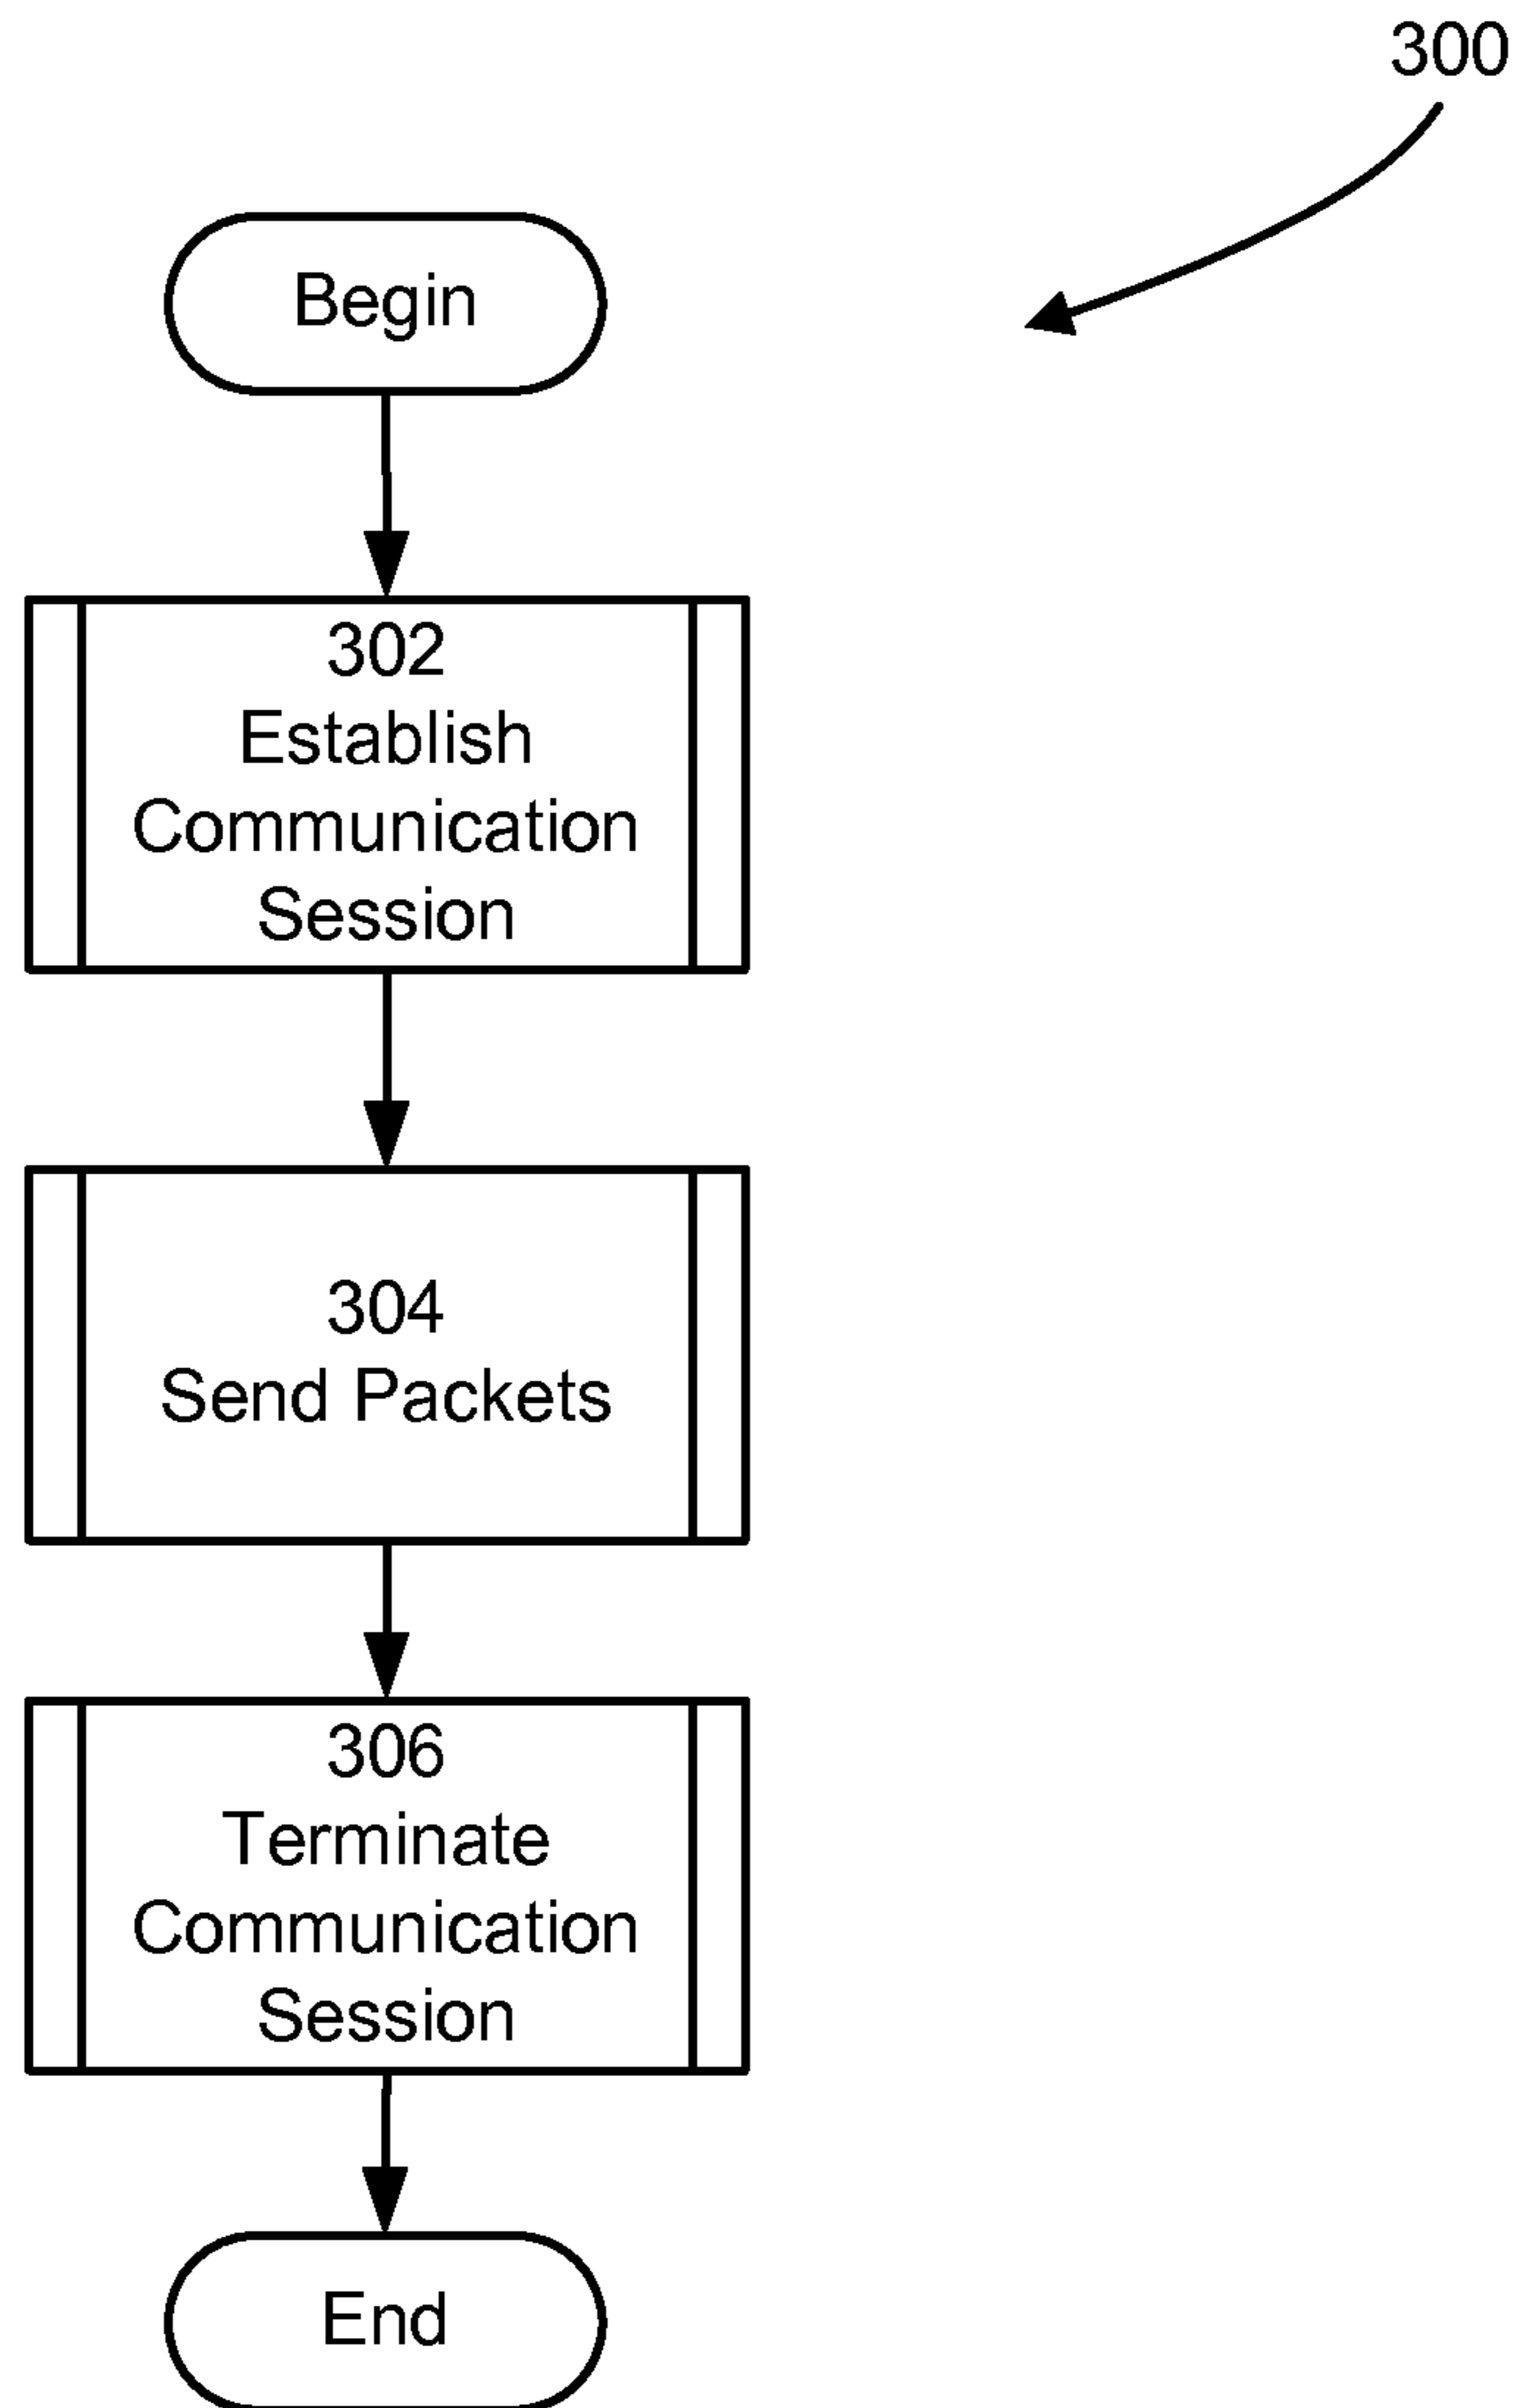 300
Begin
302
Establish
Communication
Session
304
Send Packets
306
Terminate
Communication
Session
End